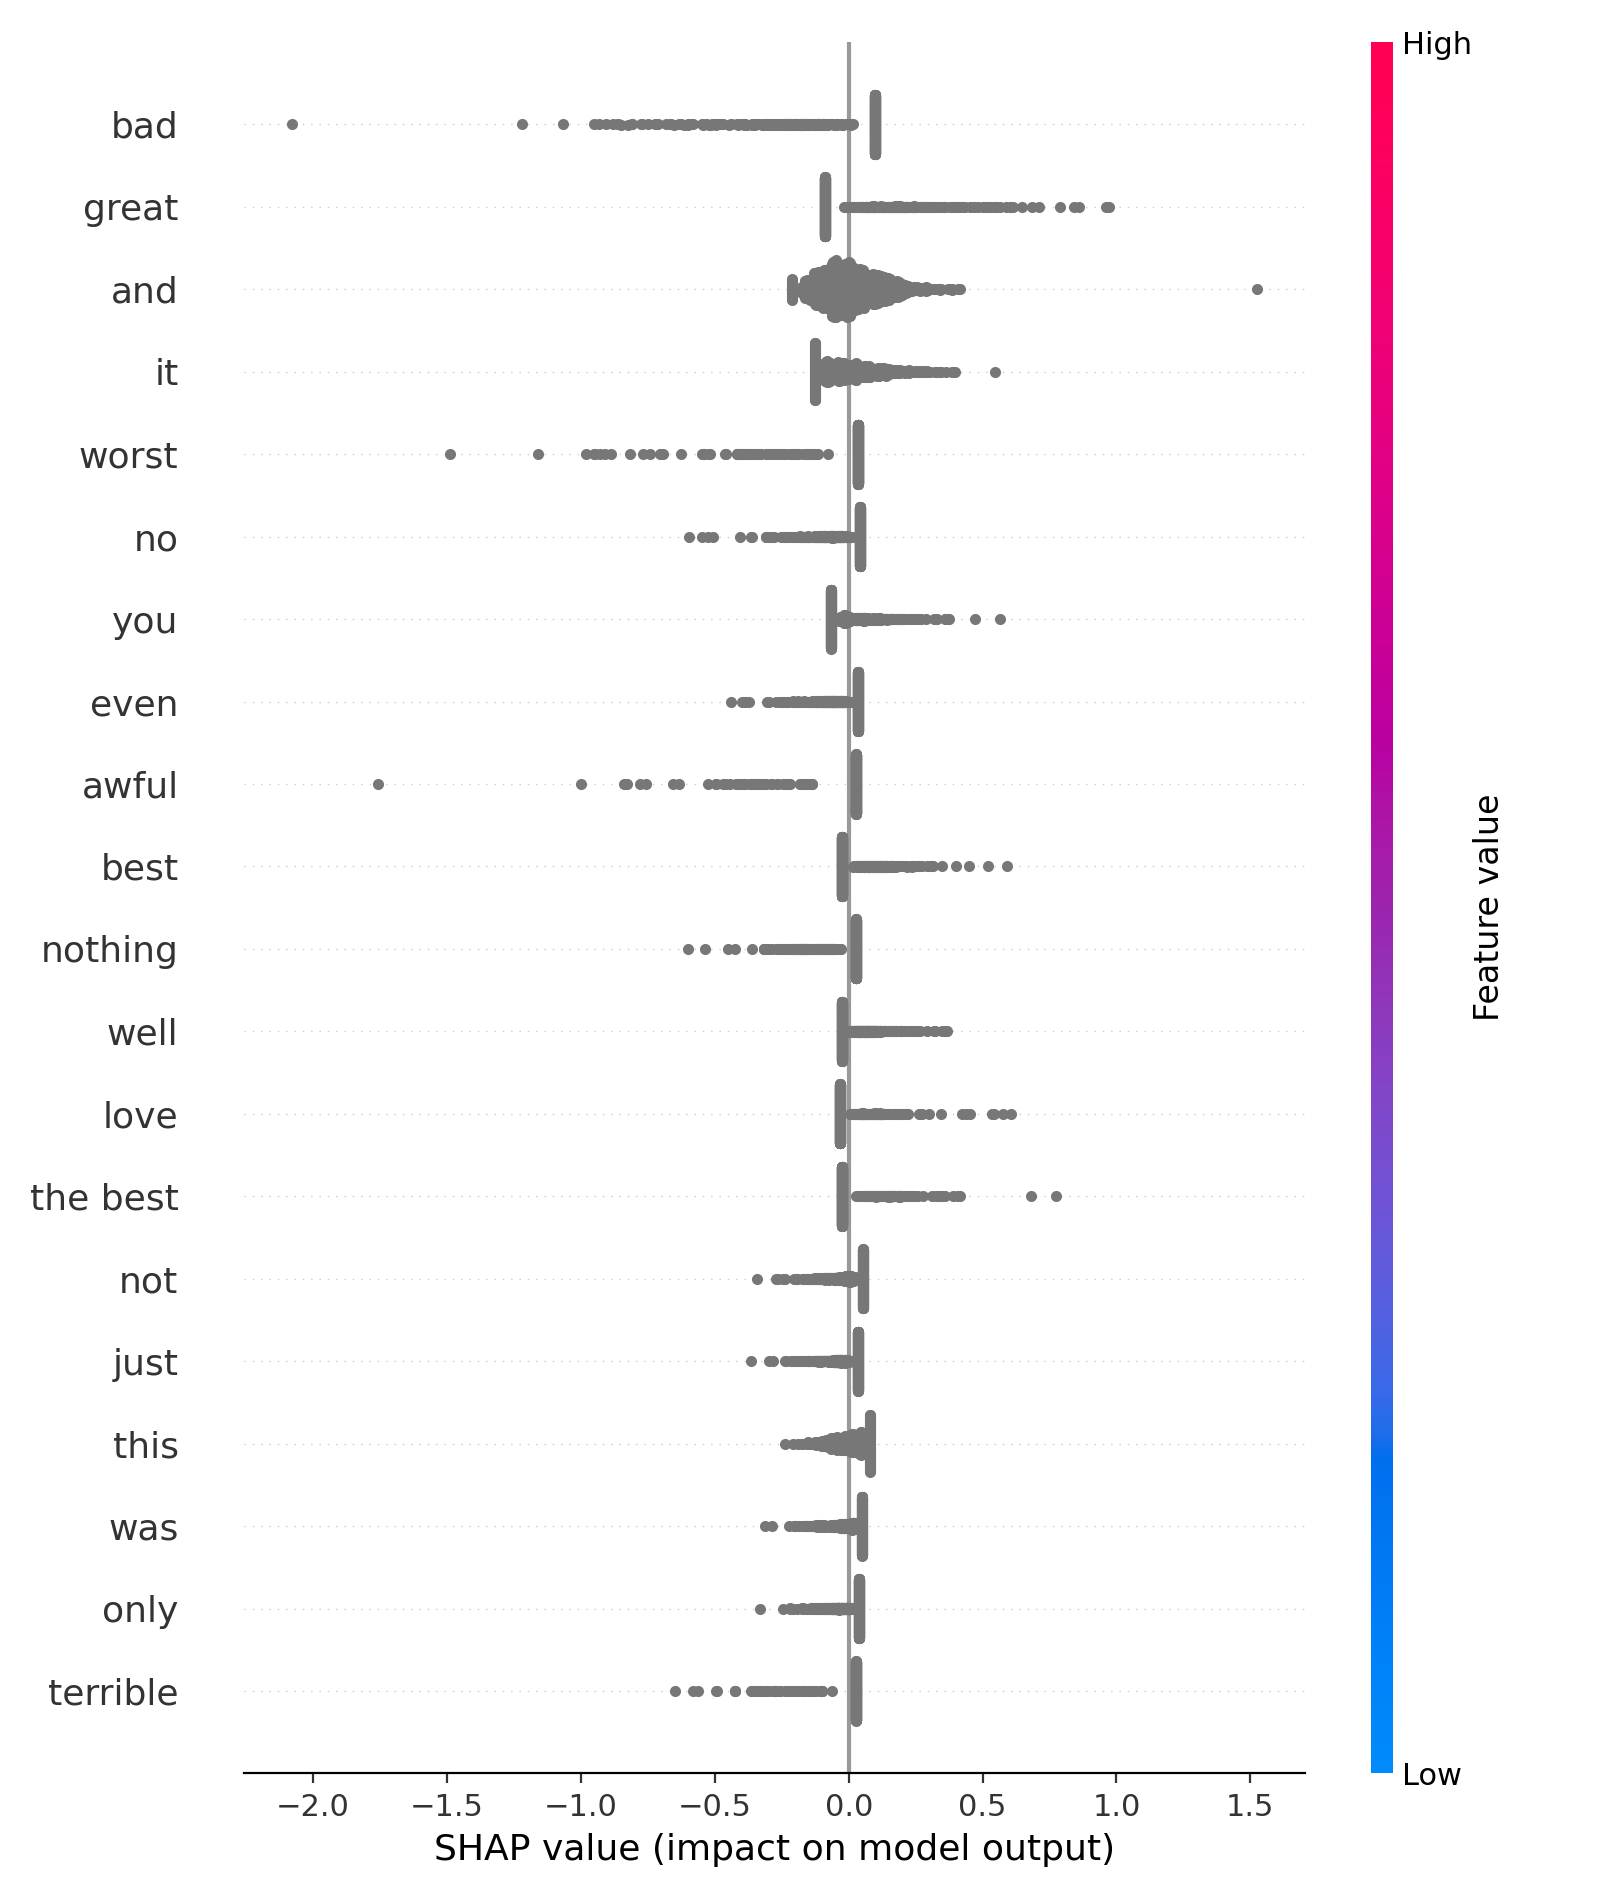 High
bad
great
and
it
worst
no
you
even
awful
best
nothing
well
love
the best
not
just
this
was
only
terrible
Feature value
Low
−2.0 −1.5 −1.0 −0.5 0.0 0.5 1.0 1.5
SHAP value (impact on model output)